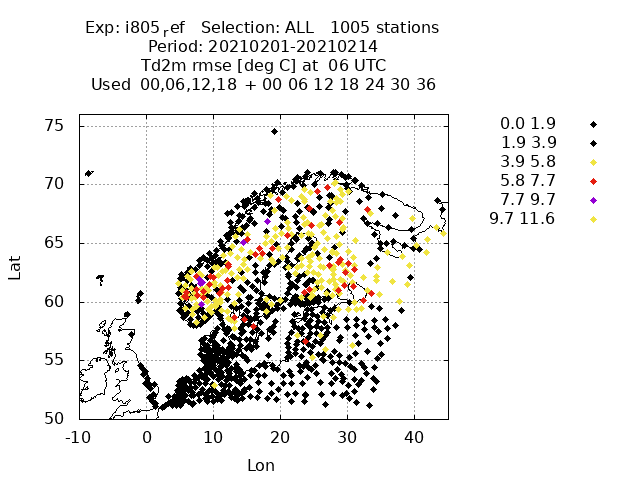 Exp: i805ref   Selection: ALL   1005 stations
Period: 20210201-20210214
Td2m rmse [deg C] at  06 UTC
Used  00,06,12,18 + 00 06 12 18 24 30 36
0.0 1.9
1.9 3.9
3.9 5.8
5.8 7.7
7.7 9.7
9.7 11.6
Lat
75
70
65
60
55
50
-10 0 10 20 30 40
Lon